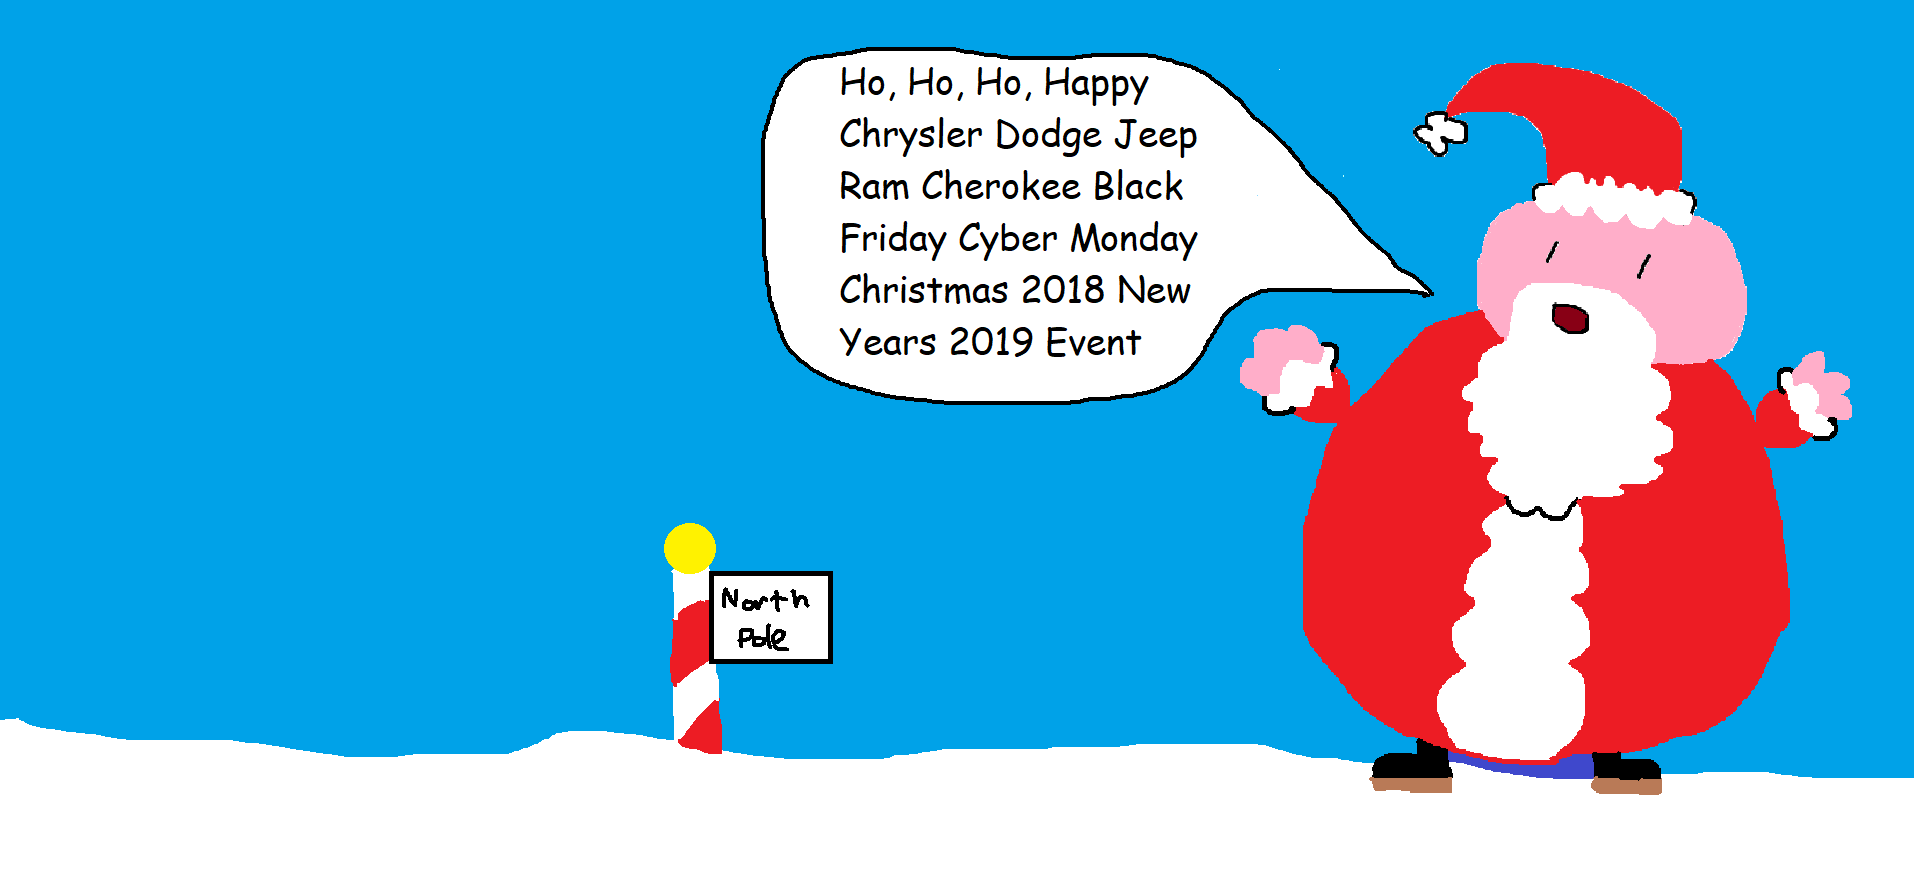 Ho, Ho, Ho, Happy
Chrysler Dodge Jeep
Ram Cherokee Black
Friday Cyber Monday
Christmas 2018 New
Years 2019 Event
North
Pole